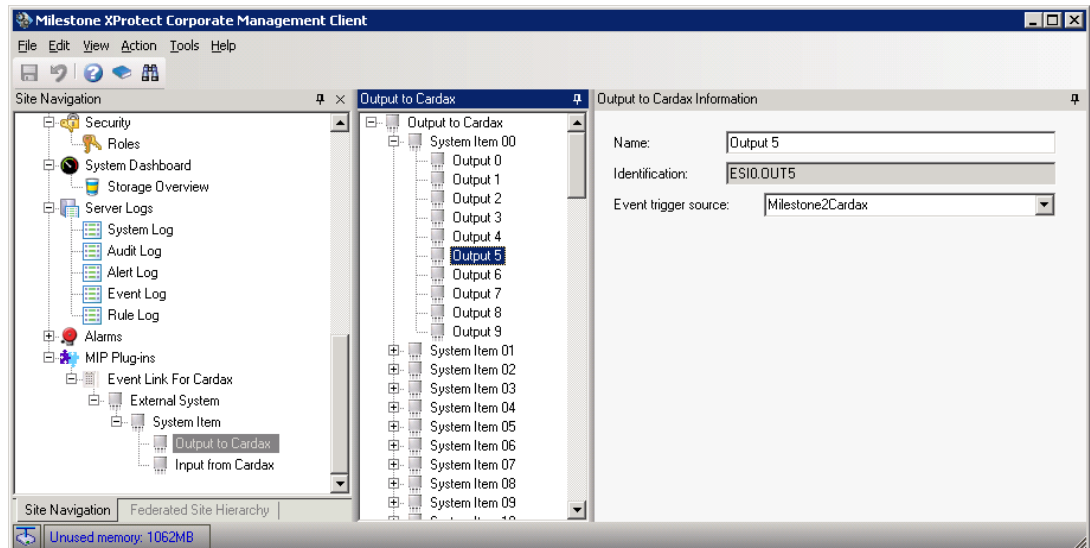 Milestone XProtect Corporate Management Client
File Edit View Action Tools Help
Site Navigation
Security
Roles
System Dashboard
Storage Overview
Server Logs
System Log
Audit Log
Alert Log
Event Log
Rule Log
Alarms
MIP Plug-ins
Event Link For Cardax
External System
System Item
Output to Cardax
Input from Cardax
Site Navigation
Federated Site Hierarchy
Output to Cardax
Output to Cardax
System Item 00
Output 0
Output 1
Output 2
Output 3
Output 4
Output 5
Output 6
Output 7
Output 8
Output 9
System Item 01
System Item 02
System Item 03
System Item 04
System Item 05
System Item 06
System Item 07
System Item 08
System Item 09
Output to Cardax Information
Name: Output 5
Identification: ESI0.OUT5
Event trigger source: Milestone2Cardax
Unused memory: 1062MB